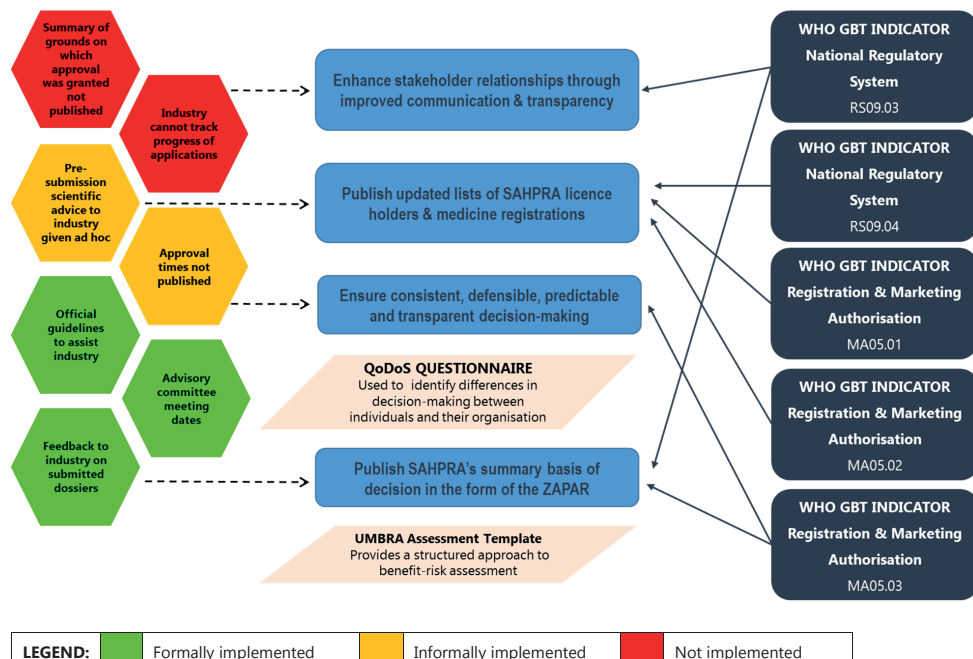 Summary of
grounds on
which
approval
was granted
not
published
Industry
cannot track
progress of
applications
Pre-
submission
scientific
advice to
industry
given ad hoc
Approval
times not
published
Official
guidelines
to assist
industry
Advisory
committee
meeting
dates
Feedback to
industry on
submitted
dossiers
Enhance stakeholder relationships through
improved communication & transparency
Publish updated lists of SAHPRA licence
holders & medicine registrations
Ensure consistent, defensible, predictable
and transparent decision-making
QoDoS QUESTIONNAIRE
Used to identify differences in
decision-making between
individuals and their organisation
Publish SAHPRA's summary basis of
decision in the form of the ZAPAR
UMBRA Assessment Template
Provides a structured approach to
benefit-risk assessment
WHO GBT INDICATOR
National Regulatory
System
RS09.03
WHO GBT INDICATOR
National Regulatory
System
RS09.04
WHO GBT INDICATOR
Registration & Marketing
Authorisation
MA05.01
WHO GBT INDICATOR
Registration & Marketing
Authorisation
MA05.02
WHO GBT INDICATOR
Registration & Marketing
Authorisation
MA05.03
LEGEND: Formally implemented Informally implemented Not implemented